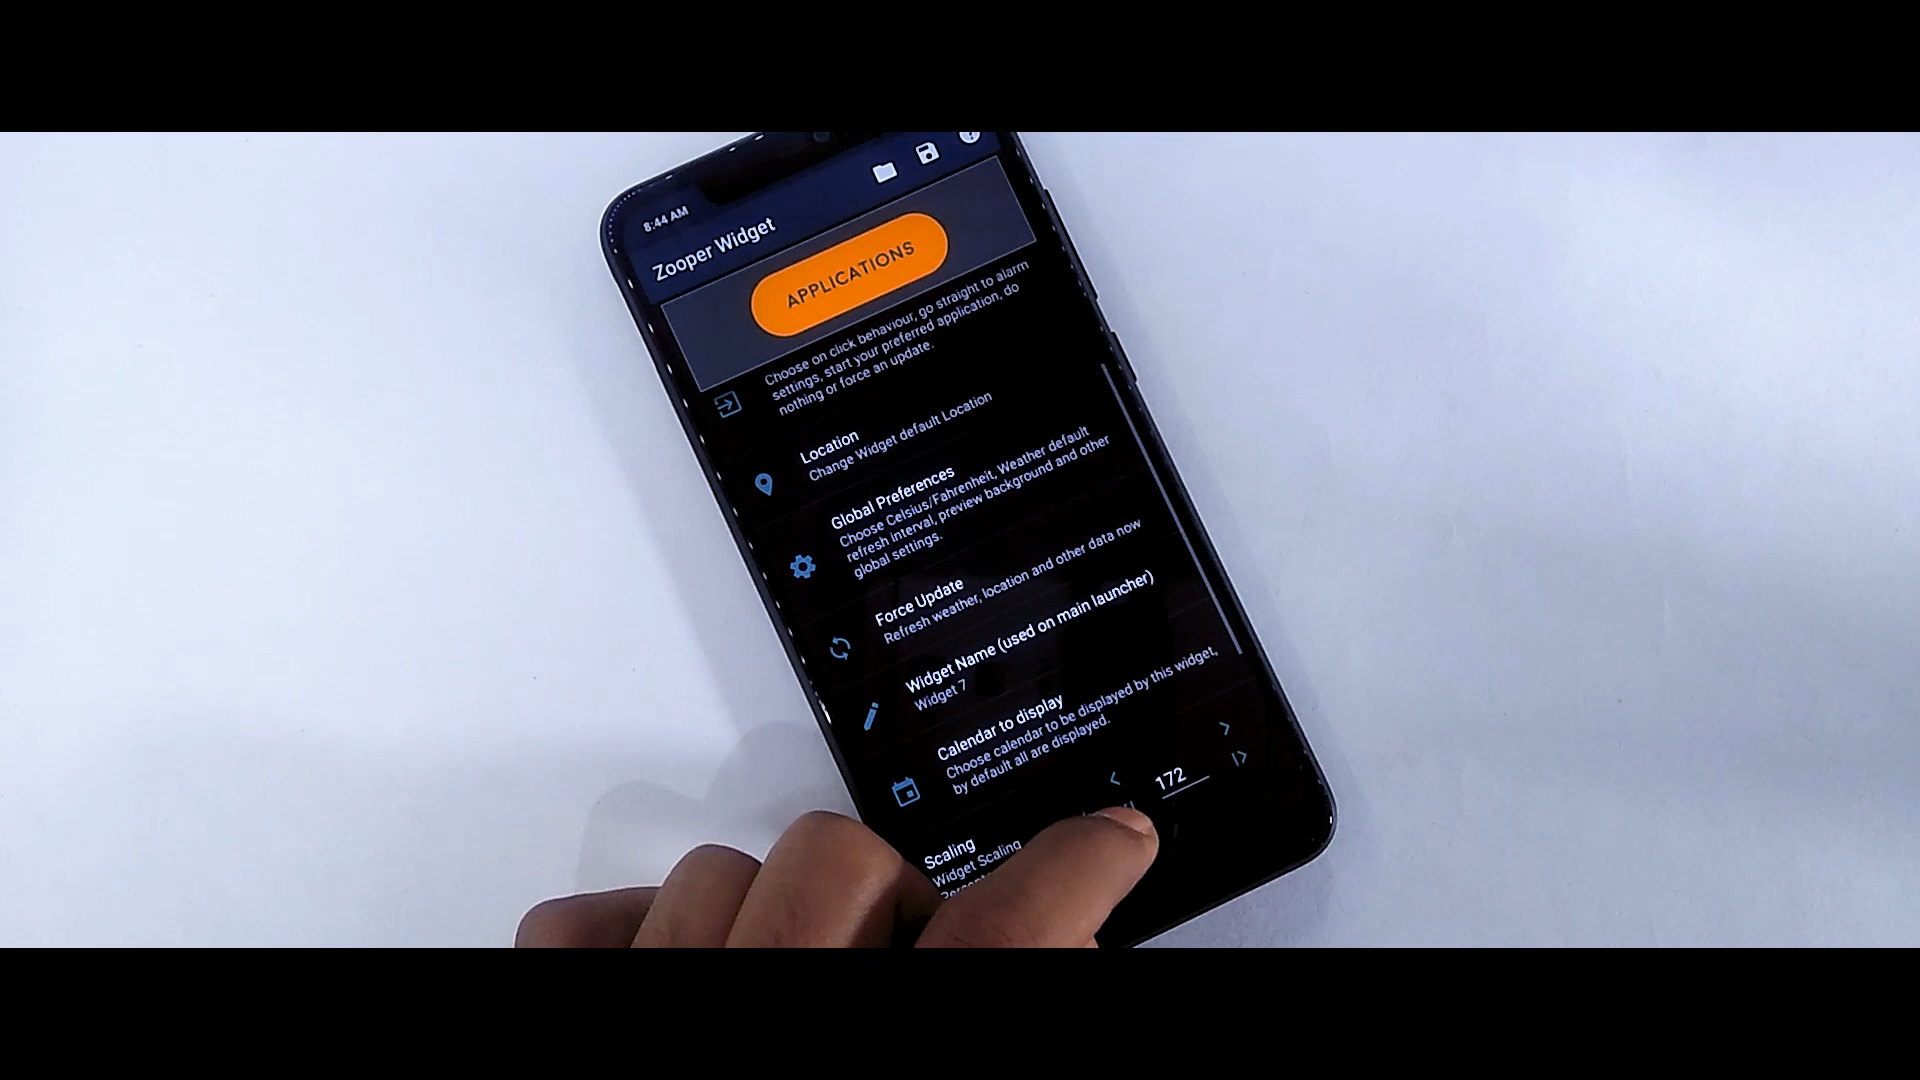 8:44 AM
Zooper Widget
APPLICATIONS
Choose on click behaviour, go straight to alarm
settings, start your preferred application, do
nothing or force an update.
Location
Change Widget default Location
Global Preferences
Choose Celsius/Fahrenheit, Weather default
refresh interval, preview background and other
global settings.
Force Update
Refresh weather, location and other data now
Widget Name (used on main launcher)
Widget 7
Calendar to display
Choose calendar to be displayed by this widget,
by default all are displayed.
172
Scaling
Widget Scaling